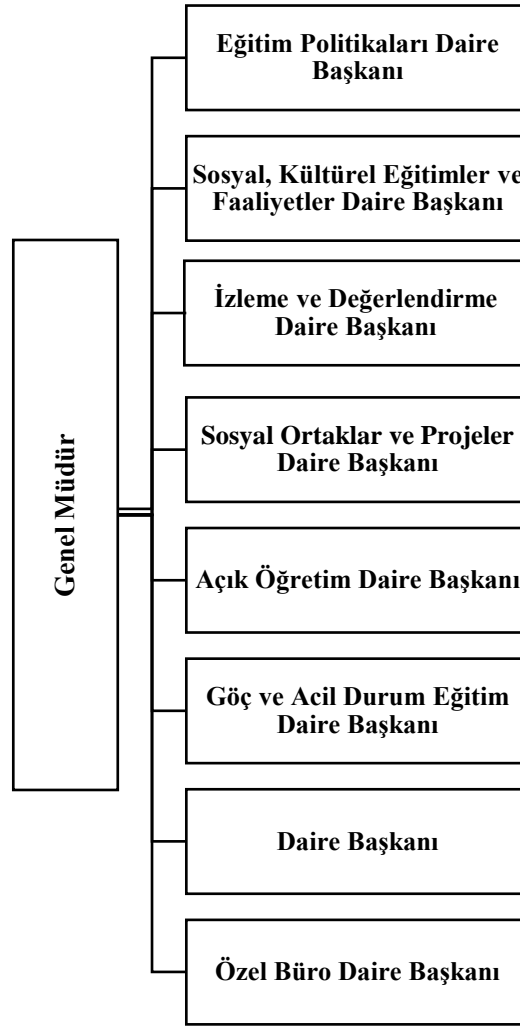 Eğitim Politikaları Daire
Başkanı
Sosyal, Kültürel Eğitimler ve
Faaliyetler Daire Başkanı
İzleme ve Değerlendirme
Daire Başkanı
Sosyal Ortaklar ve Projeler
Daire Başkanı
Genel Müdür
Açık Öğretim Daire Başkanı
Göç ve Acil Durum Eğitim
Daire Başkanı
Daire Başkanı
Özel Büro Daire Başkanı